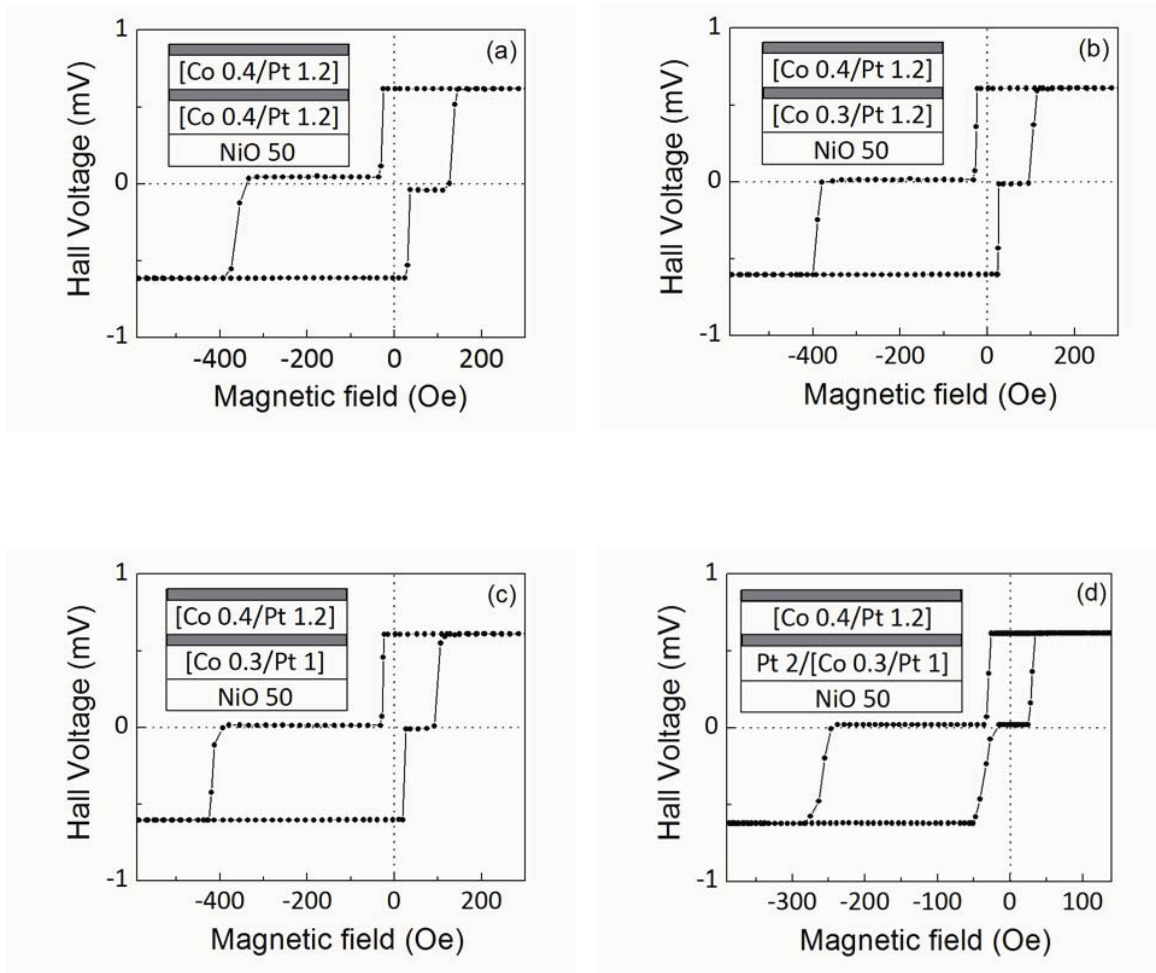 1
(a)
[Co 0.4/Pt 1.2]
[Co 0.4/Pt 1.2]
NiO 50
0
-1
Hall Voltage (mV)
-400 -200 0 200
Magnetic field (Oe)
1
(b)
[Co 0.4/Pt 1.2]
[Co 0.3/Pt 1.2]
NiO 50
0
-1
Hall Voltage (mV)
-400 -200 0 200
Magnetic field (Oe)
1
(c)
[Co 0.4/Pt 1.2]
[Co 0.3/Pt 1]
NiO 50
0
-1
Hall Voltage (mV)
-400 -200 0 200
Magnetic field (Oe)
1
(d)
[Co 0.4/Pt 1.2]
Pt 2/[Co 0.3/Pt 1]
NiO 50
0
-1
Hall Voltage (mV)
-300 -200 -100 0 100
Magnetic field (Oe)